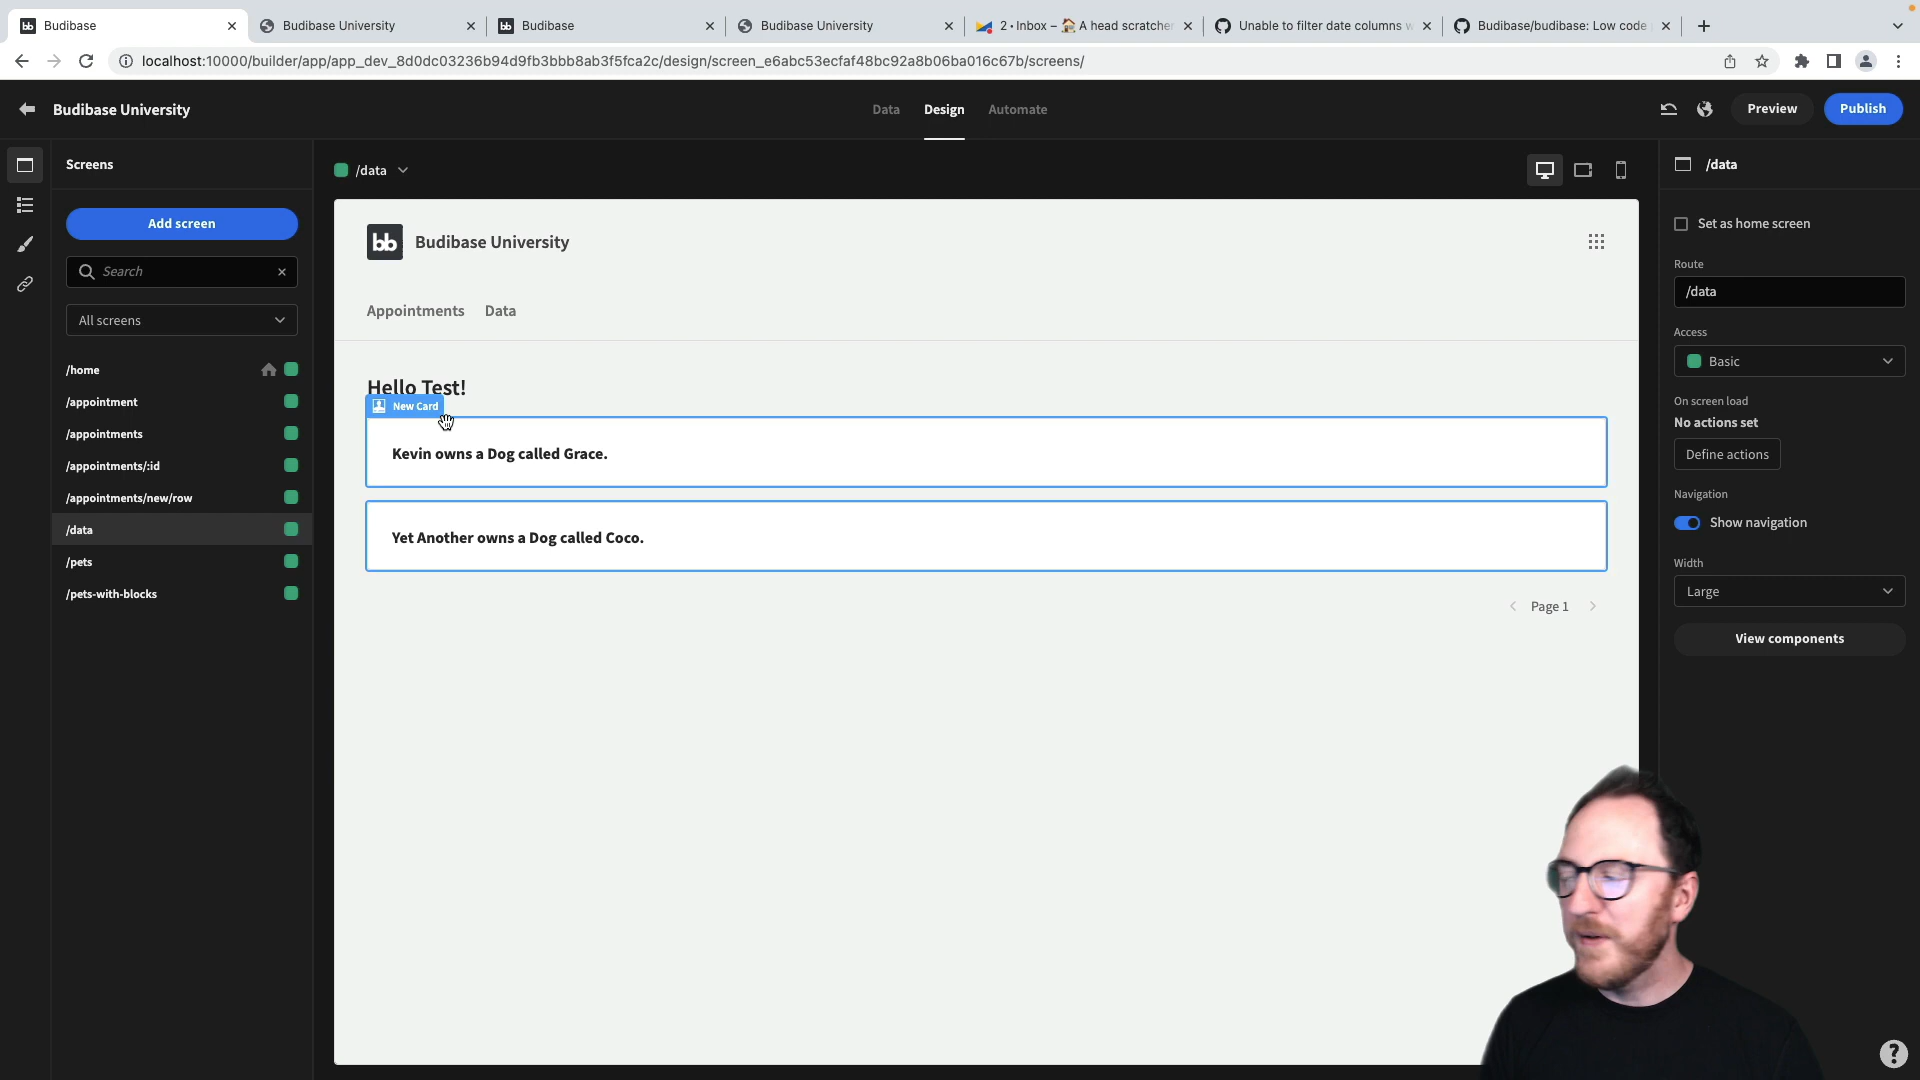 Budibase
Budibase University
Budibase
Budibase University
2 • Inbox – 🏠 A head scratche
Unable to filter date columns w
Budibase/budibase: Low code
localhost:10000/builder/app/app_dev_8d0dc03236b94d9fb3bbb8ab3f5fca2c/design/screen_e6abc53ecfaf48bc92a8b06ba016c67b/screens/
Budibase University
Data
Design
Automate
Preview
Publish
Screens
Add screen
Search
All screens
/home
/appointment
/appointments
/appointments/:id
/appointments/new/row
/data
/pets
/pets-with-blocks
/data
bb
Budibase University
Appointments
Data
Hello Test!
New Card
Kevin owns a Dog called Grace.
Yet Another owns a Dog called Coco.
Page 1
/data
Set as home screen
Route
/data
Access
Basic
On screen load
No actions set
Define actions
Navigation
Show navigation
Width
Large
View components
?